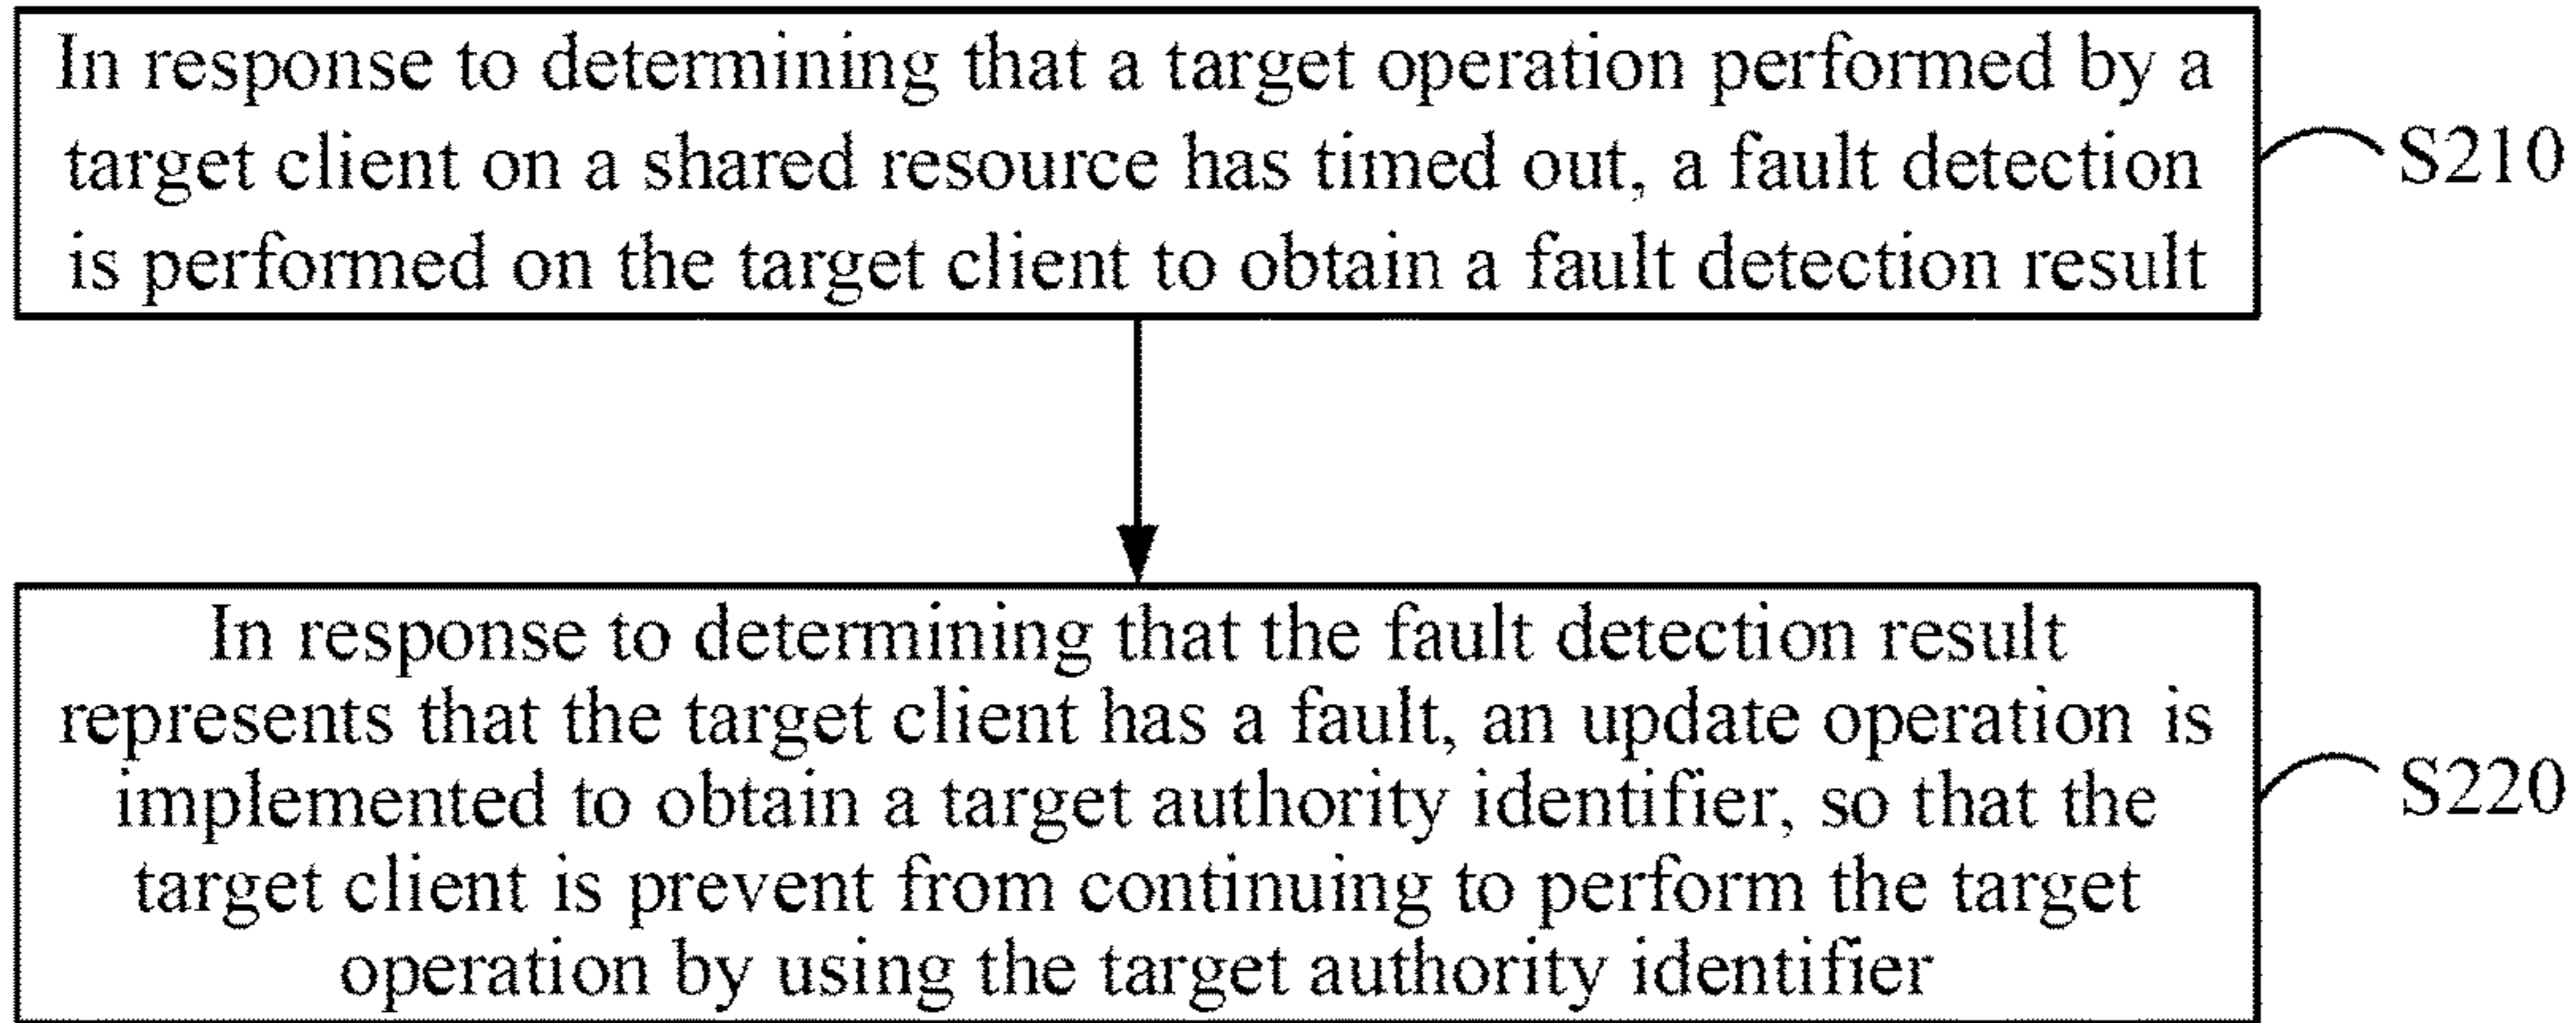 In response to determining that a target operation performed by a
target client on a shared resource has timed out, a fault detection
is performed on the target client to obtain a fault detection result
S210
In response to determining that the fault detection result
represents that the target client has a fault, an update operation is
implemented to obtain a target authority identifier, so that the
target client is prevent from continuing to perform the target
operation by using the target authority identifier
S220